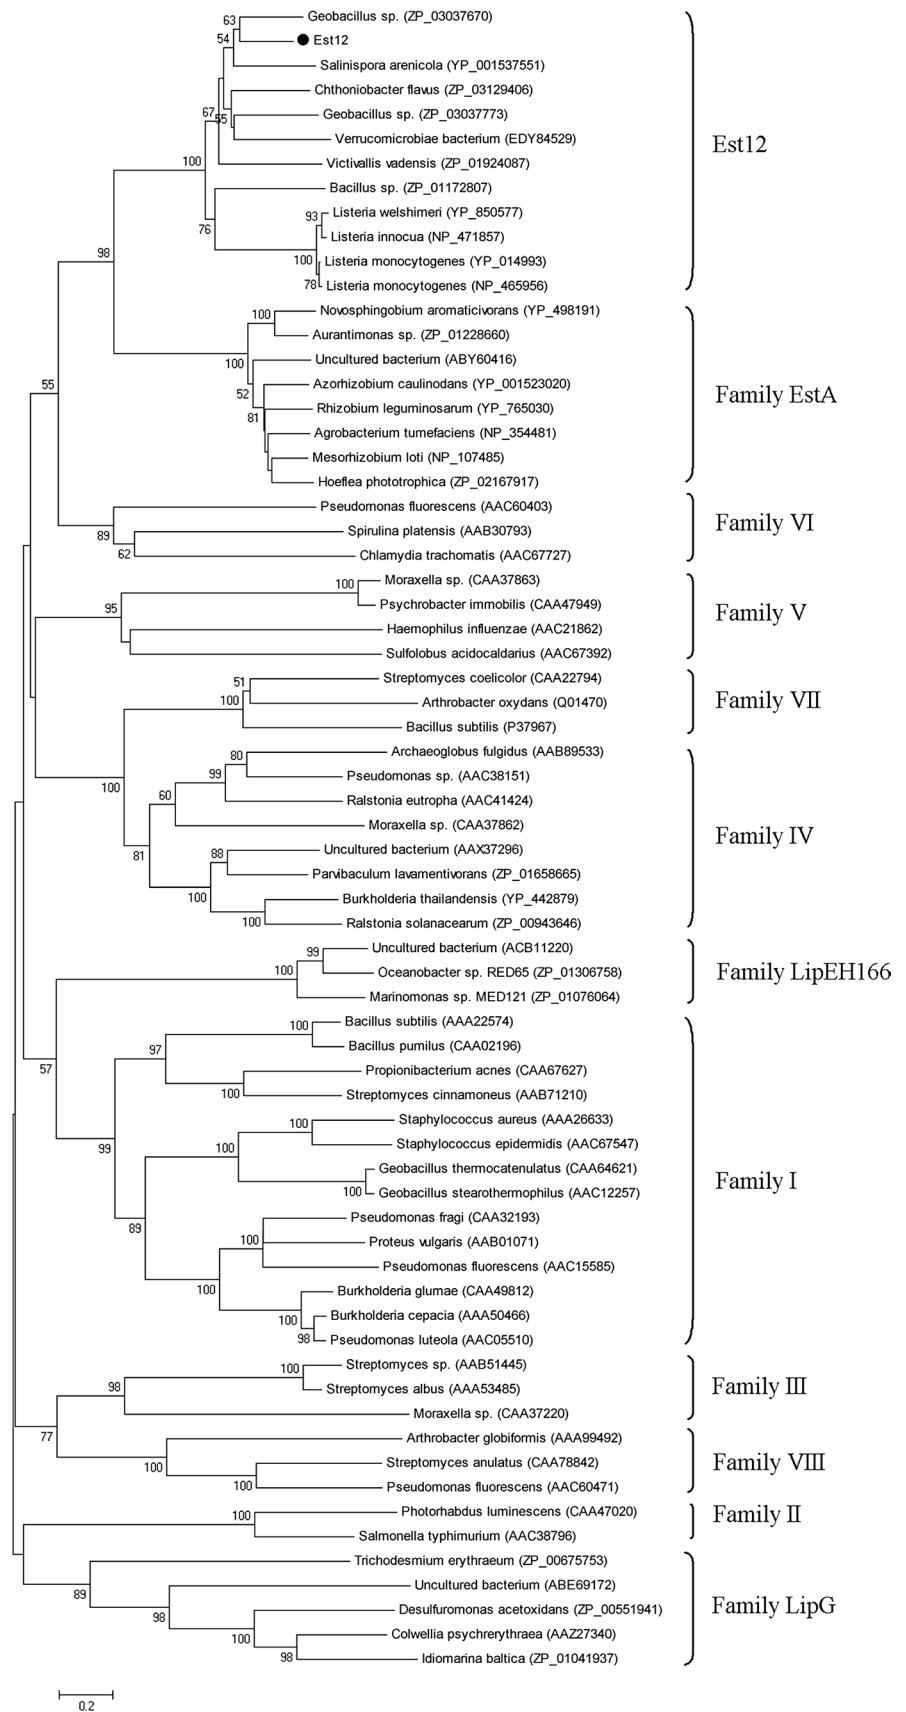 63
Geobacillus sp. (ZP_03037670)
54
Est12
Salinispora arenicola (YP_001537551)
Chthoniobacter flavus (ZP_03129406)
67
55
Geobacillus sp. (ZP_03037773)
Verrucomicrobiae bacterium (EDY84529)
Est12
100
Victivallis vadensis (ZP_01924087)
Bacillus sp. (ZP_01172807)
76
93
Listeria welshimeri (YP_850577)
Listeria innocua (NP_471857)
98
100
Listeria monocytogenes (YP_014993)
78
Listeria monocytogenes (NP_465956)
100
Novosphingobium aromaticivorans (YP_498191)
Aurantimonas sp. (ZP_01228660)
100
Uncultured bacterium (ABY60416)
55
52
Azorhizobium caulinodans (YP_001523020)
Family EstA
81
Rhizobium leguminosarum (YP_765030)
Agrobacterium tumefaciens (NP_354481)
Mesorhizobium loti (NP_107485)
Hoeflea phototrophica (ZP_02167917)
Pseudomonas fluorescens (AAC60403)
89
Spirulina platensis (AAB30793)
Family VI
62
Chlamydia trachomatis (AAC67727)
100
Moraxella sp. (CAA37863)
95
Psychrobacter immobilis (CAA47949)
Family V
Haemophilus influenzae (AAC21862)
Sulfolobus acidocaldarius (AAC67392)
51
Streptomyces coelicolor (CAA22794)
100
Arthrobacter oxydans (Q01470)
Family VII
Bacillus subtilis (P37967)
80
Archaeoglobus fulgidus (AAB89533)
100
99
Pseudomonas sp. (AAC38151)
60
Ralstonia eutropha (AAC41424)
Moraxella sp. (CAA37862)
Family IV
81
88
Uncultured bacterium (AAX37296)
Parvibaculum lavamentivorans (ZP_01658665)
100
Burkholderia thailandensis (YP_442879)
100
Ralstonia solanacearum (ZP_00943646)
99
Uncultured bacterium (ACB11220)
100
Oceanobacter sp. RED65 (ZP_01306758)
Family LipEH166
Marinomonas sp. MED121 (ZP_01076064)
100
Bacillus subtilis (AAA22574)
97
Bacillus pumilus (CAA02196)
57
Propionibacterium acnes (CAA67627)
100
Streptomyces cinnamoneus (AAB71210)
100
Staphylococcus aureus (AAA26633)
99
100
Staphylococcus epidermidis (AAC67547)
Geobacillus thermocatenulatus (CAA64621)
Family I
100
Geobacillus stearothermophilus (AAC12257)
89
Pseudomonas fragi (CAA32193)
100
Proteus vulgaris (AAB01071)
Pseudomonas fluorescens (AAC15585)
100
Burkholderia glumae (CAA49812)
100
Burkholderia cepacia (AAA50466)
98
Pseudomonas luteola (AAC05510)
100
Streptomyces sp. (AAB51445)
98
Streptomyces albus (AAA53485)
Family III
Moraxella sp. (CAA37220)
77
Arthrobacter globiformis (AAA99492)
100
Streptomyces anulatus (CAA78842)
Family VIII
100
Pseudomonas fluorescens (AAC60471)
100
Photorhabdus luminescens (CAA47020)
Family II
Salmonella typhimurium (AAC38796)
Trichodesmium erythraeum (ZP_00675753)
89
Uncultured bacterium (ABE69172)
98
Desulfuromonas acetoxidans (ZP_00551941)
Family LipG
100
Colwellia psychrerythraea (AAZ27340)
98
Idiomarina baltica (ZP_01041937)
0.2